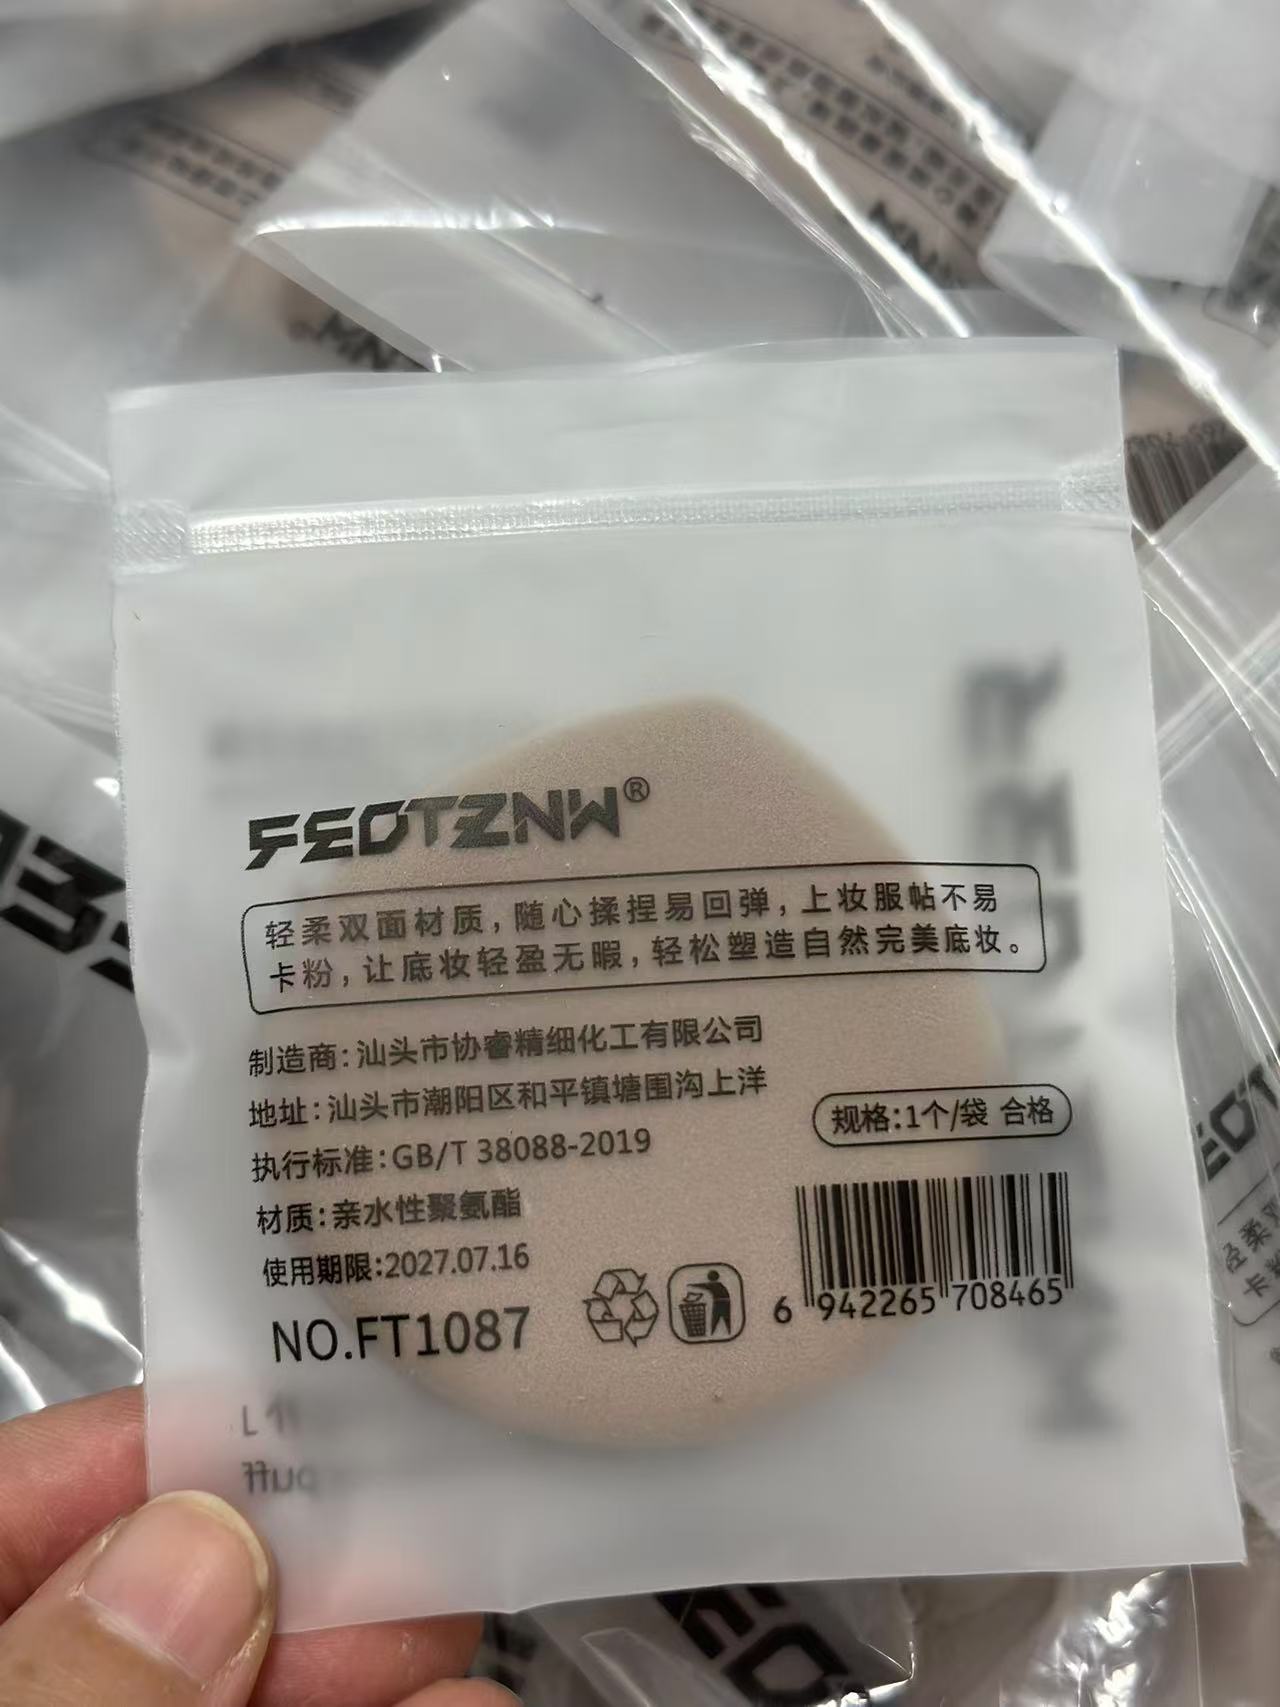 FEOTZNW®
轻柔双面材质，随心揉捏易回弹，上妆服帖不易
卡粉，让底妆轻盈无暇，轻松塑造自然完美底妆。
制造商：汕头市协睿精细化工有限公司
地址：汕头市潮阳区和平镇塘围沟上洋
执行标准：GB/T 38088-2019
材质：亲水性聚氨酯
使用期限：2027.07.16
NO.FT1087
规格：1个/袋 合格
6 942265 708465
puff